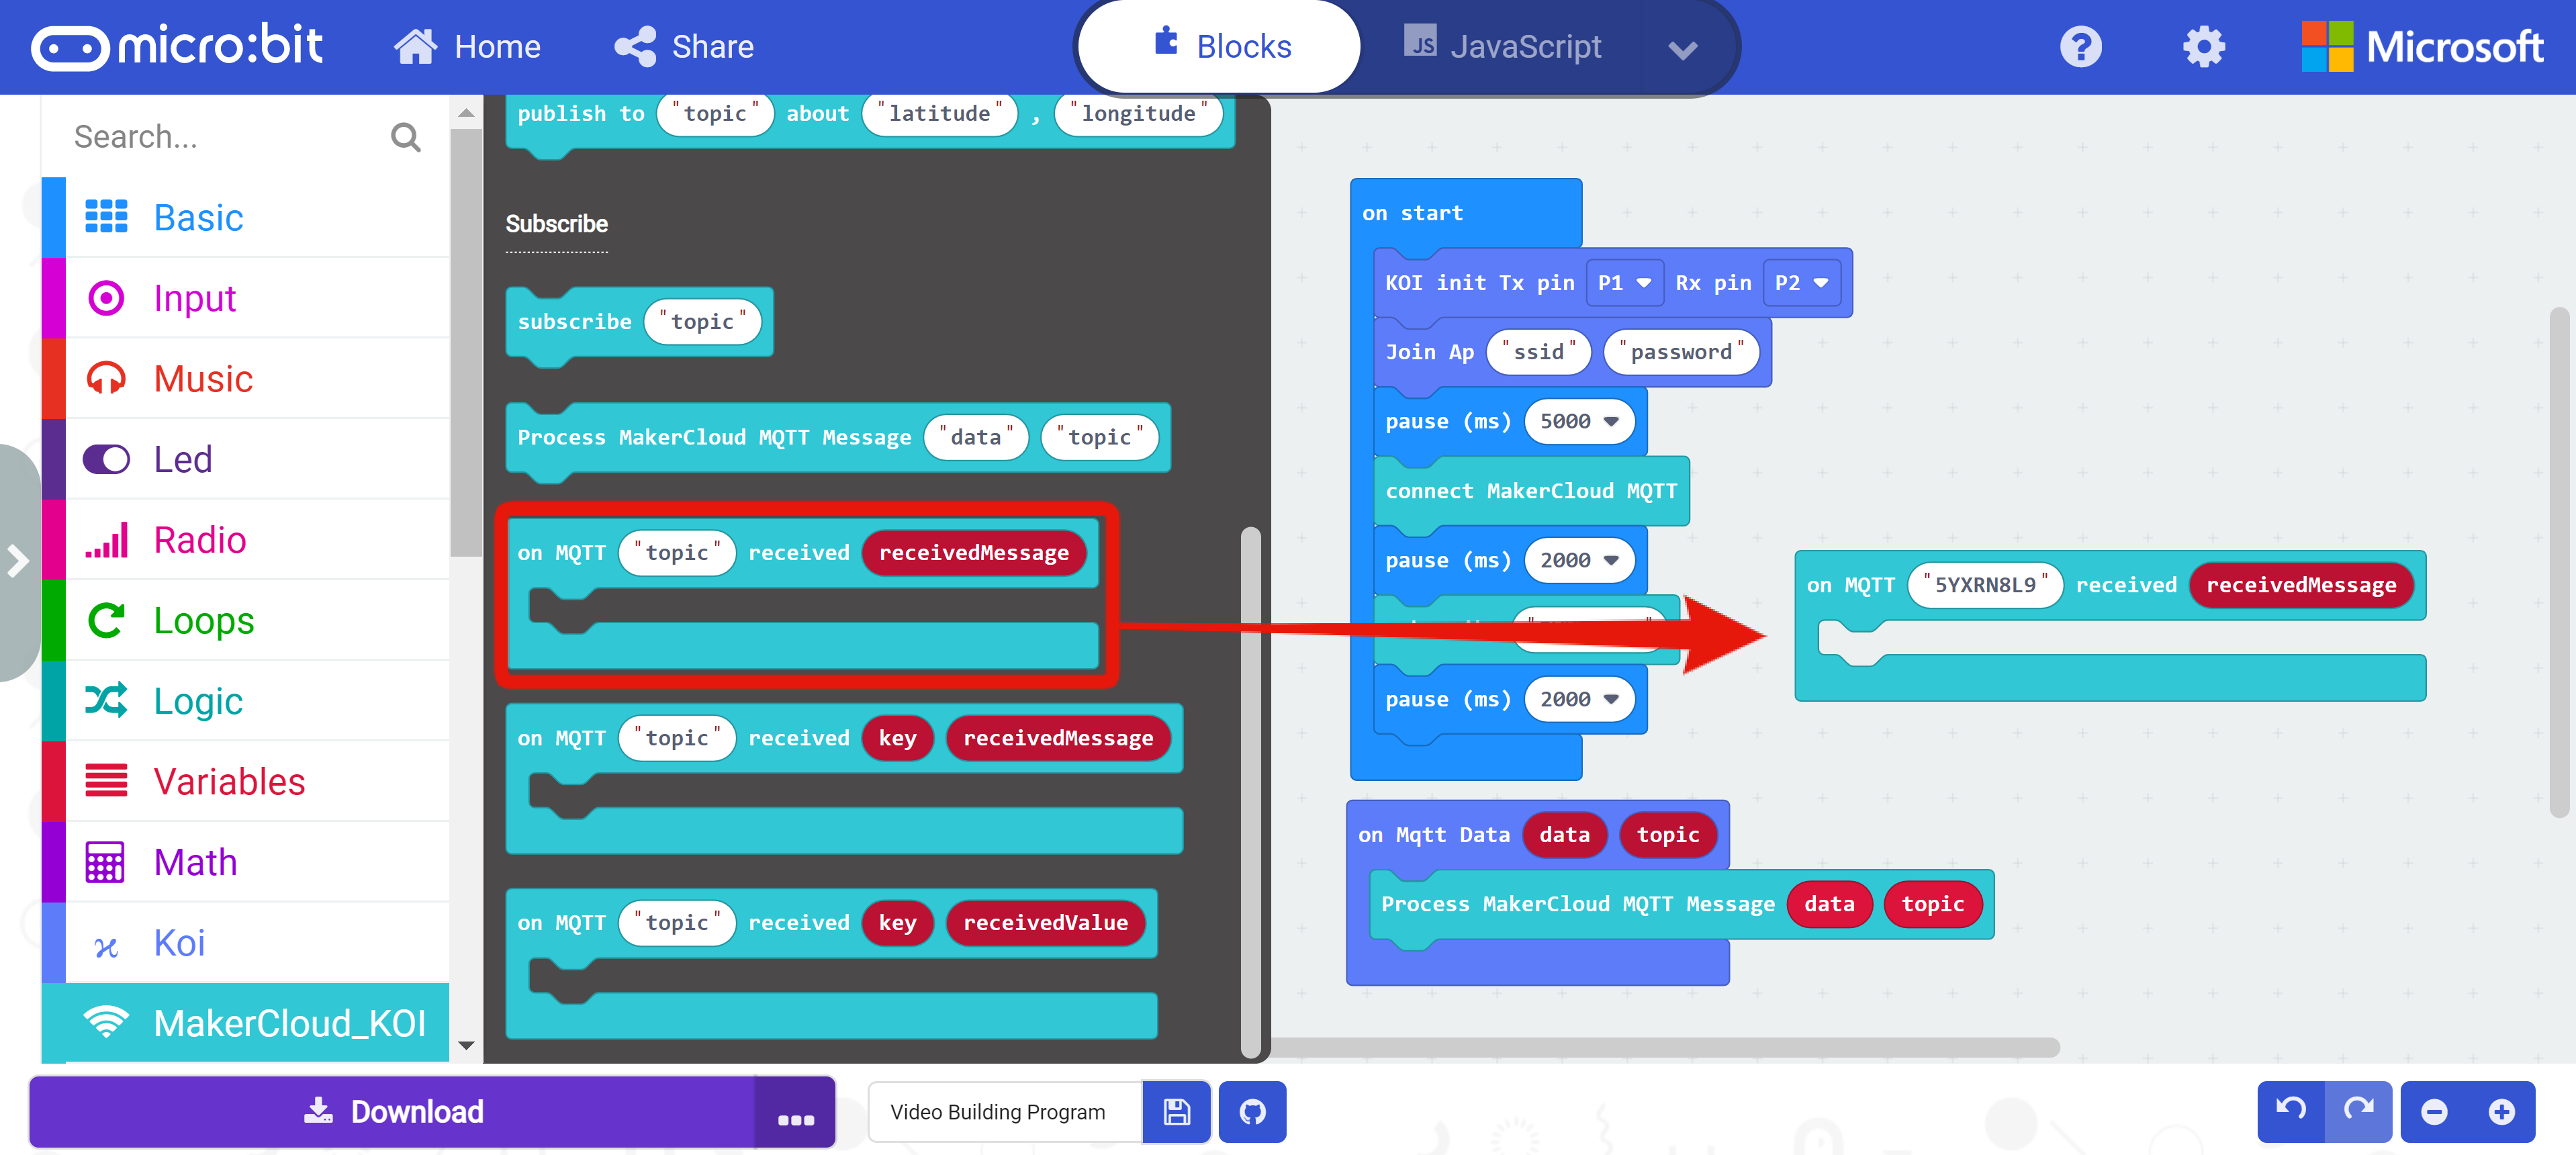 micro:bit Home Share Blocks JavaScript Microsoft
Search...
Basic
Input
Music
Led
Radio
Loops
Logic
Variables
Math
Koi
MakerCloud_KOI
publish to "topic" about "latitude" , "longitude"
Subscribe
subscribe "topic"
Process MakerCloud MQTT Message "data" "topic"
on MQTT "topic" received receivedMessage
on MQTT "topic" received key receivedMessage
on MQTT "topic" received key receivedValue
on start
KOI init Tx pin P1 Rx pin P2
Join Ap "ssid" "password"
pause (ms) 5000
connect MakerCloud MQTT
pause (ms) 2000
pause (ms) 2000
on MQTT "5YXRN8L9" received receivedMessage
on Mqtt Data data topic
Process MakerCloud MQTT Message data topic
Download ...
Video Building Program